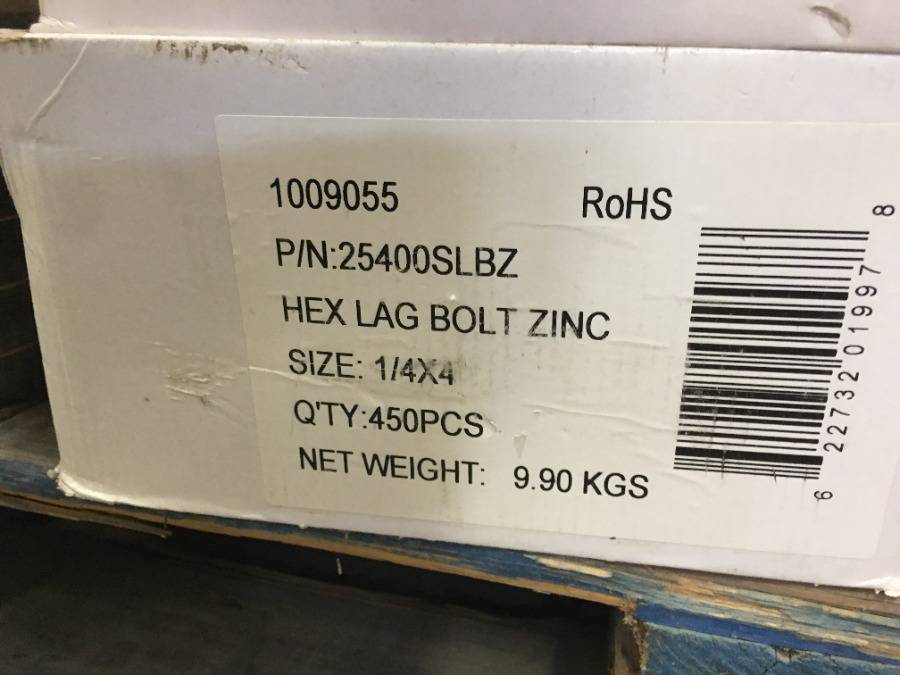 1009055 RoHS
P/N:25400SLBZ
HEX LAG BOLT ZINC
SIZE: 1/4X4
Q'TY:450PCS
NET WEIGHT: 9.90 KGS
6 22732 01997 8